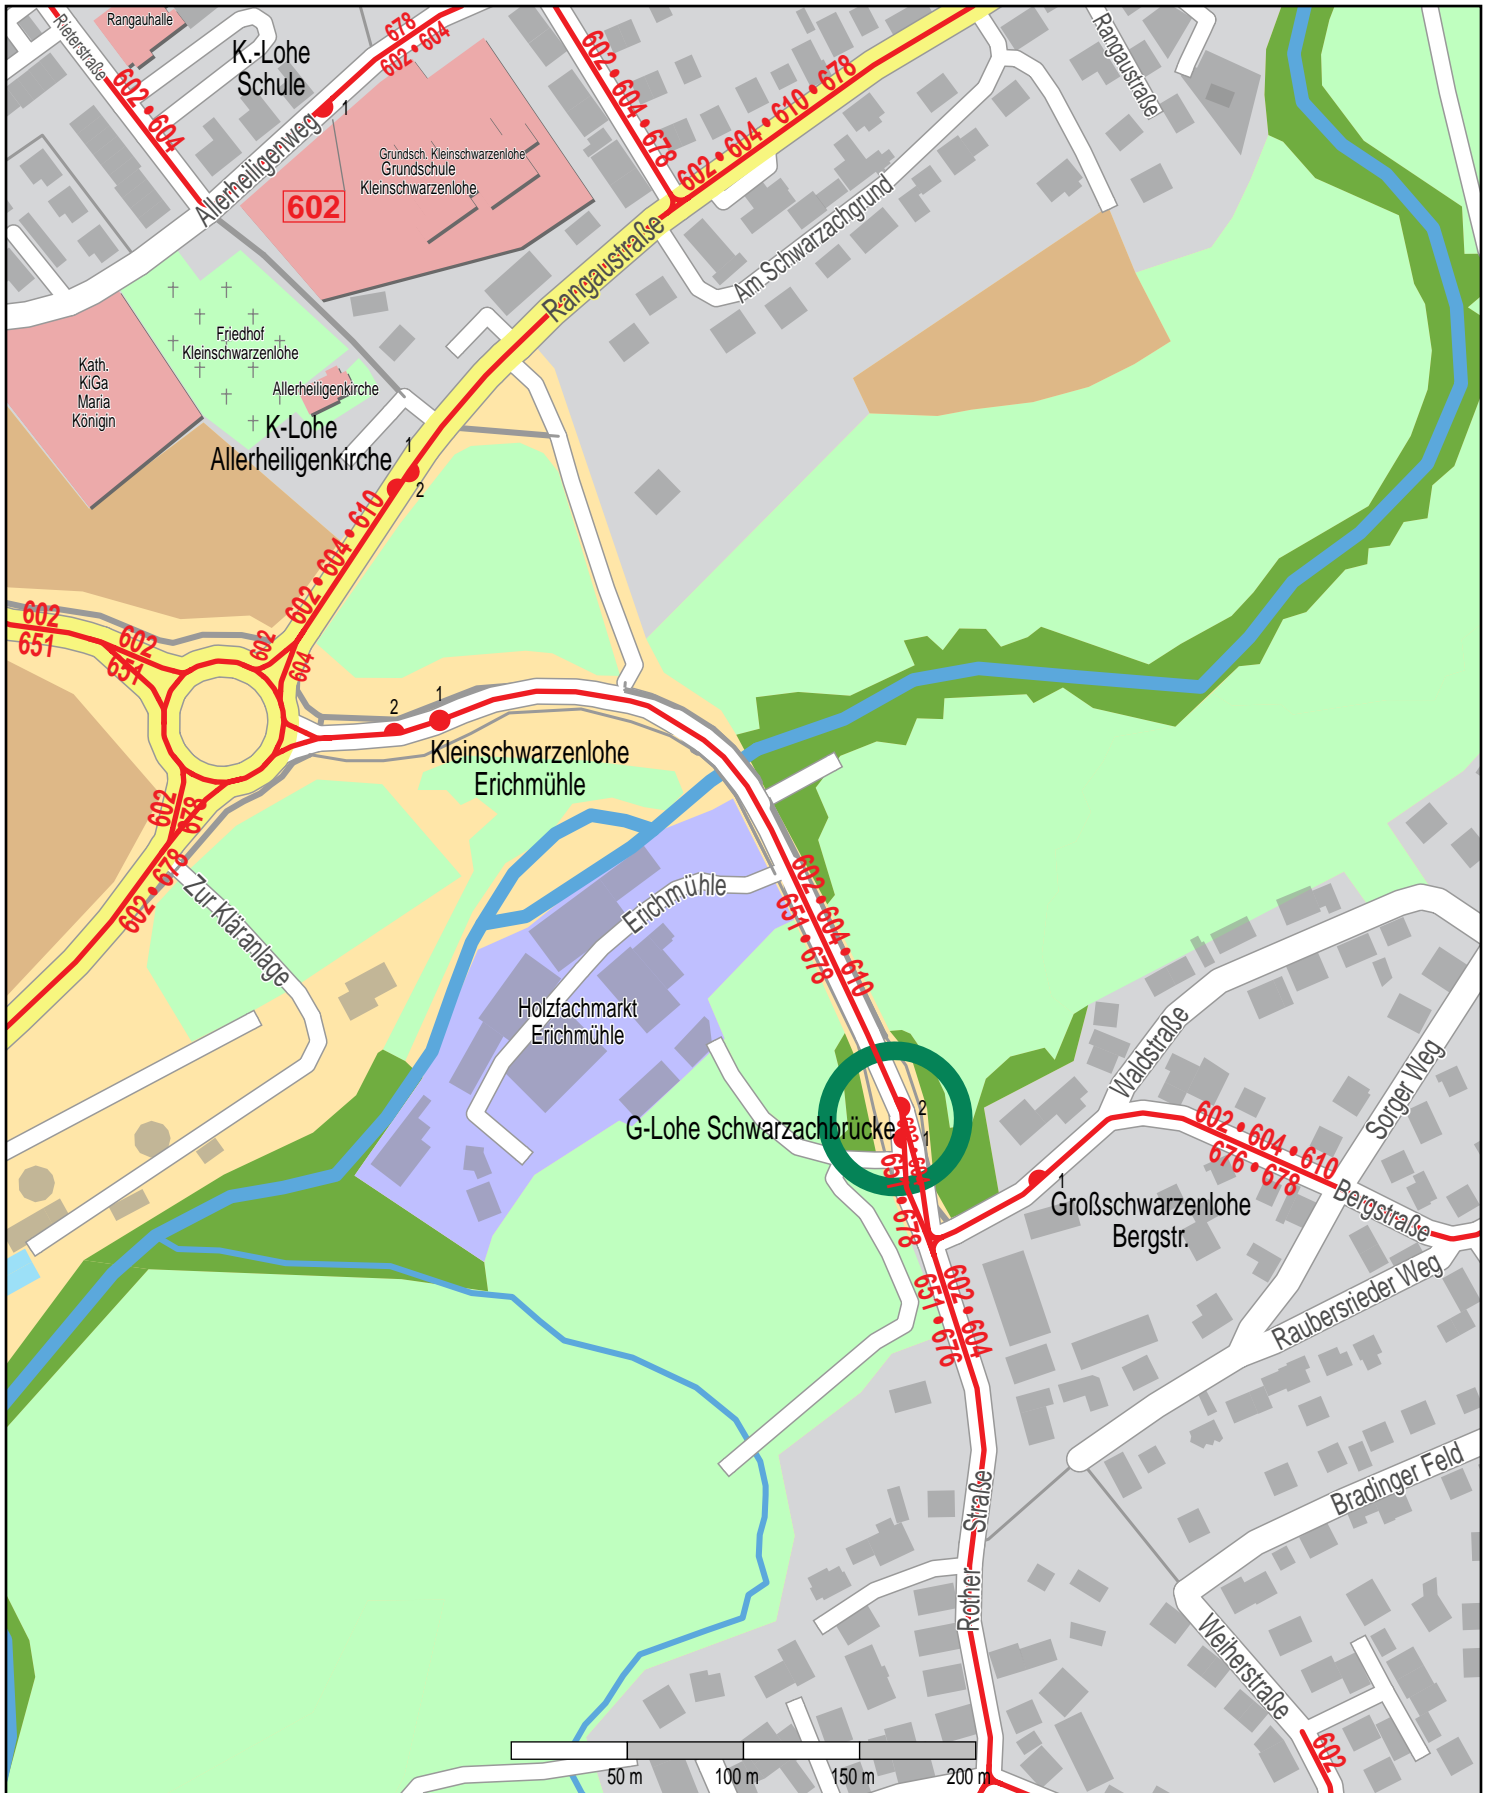 Rangauhalle
Rieterstraße
602 • 604
K.-Lohe
Schule
678
602 • 604
1
Allerheiligenweg
Grundsch. Kleinschwarzenlohe
Grundschule
Kleinschwarzenlohe
602
602 • 604 • 678
602 • 604 • 610 • 678
Rangaustraße
Rangaustraße
Am Schwarzachgrund
Friedhof
Kleinschwarzenlohe
Kath.
KiGa
Maria
Königin
Allerheiligenkirche
K-Lohe
Allerheiligenkirche
1
2
602 • 604 • 610
602
651
602
651
602
604
2
1
Kleinschwarzenlohe
Erichmühle
602
678
602 • 678
Zur Kläranlage
Erichmühle
602 • 604 • 610
651 • 678
Holzfachmarkt
Erichmühle
G-Lohe Schwarzachbrücke
2
1
602 • 604
651 • 678
Waldstraße
Sorger Weg
602 • 604 • 610
676 • 678
1
Großschwarzenlohe
Bergstr.
Bergstraße
Raubersrieder Weg
602 • 604
651 • 676
Bradinger Feld
Rother
Straße
Weiherstraße
602
50 m
100 m
150 m
200 m